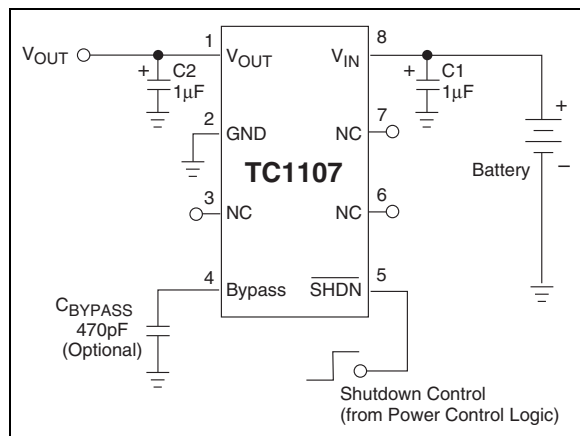 1
8
VOUT
VOUT
VIN
+
C2
1µF
+
C1
1µF
2
GND
7
NC
+
TC1107
Battery
−
3
NC
6
NC
4
Bypass
5
SHDN
CBYPASS
470pF
(Optional)
Shutdown Control
(from Power Control Logic)